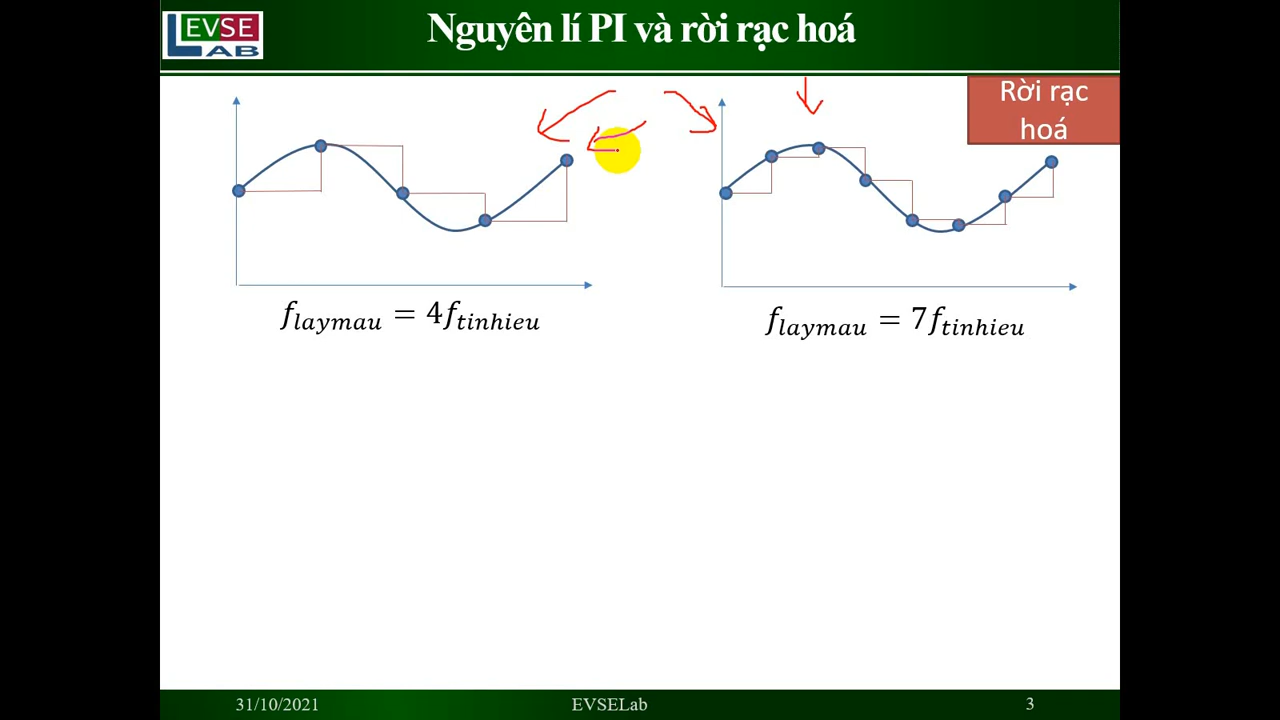 EVSE
LAB
Nguyên lí PI và rời rạc hoá
Rời rạc
hoá
f_laymau = 4f_tinhieu
f_laymau = 7f_tinhieu
31/10/2021
EVSELab
3